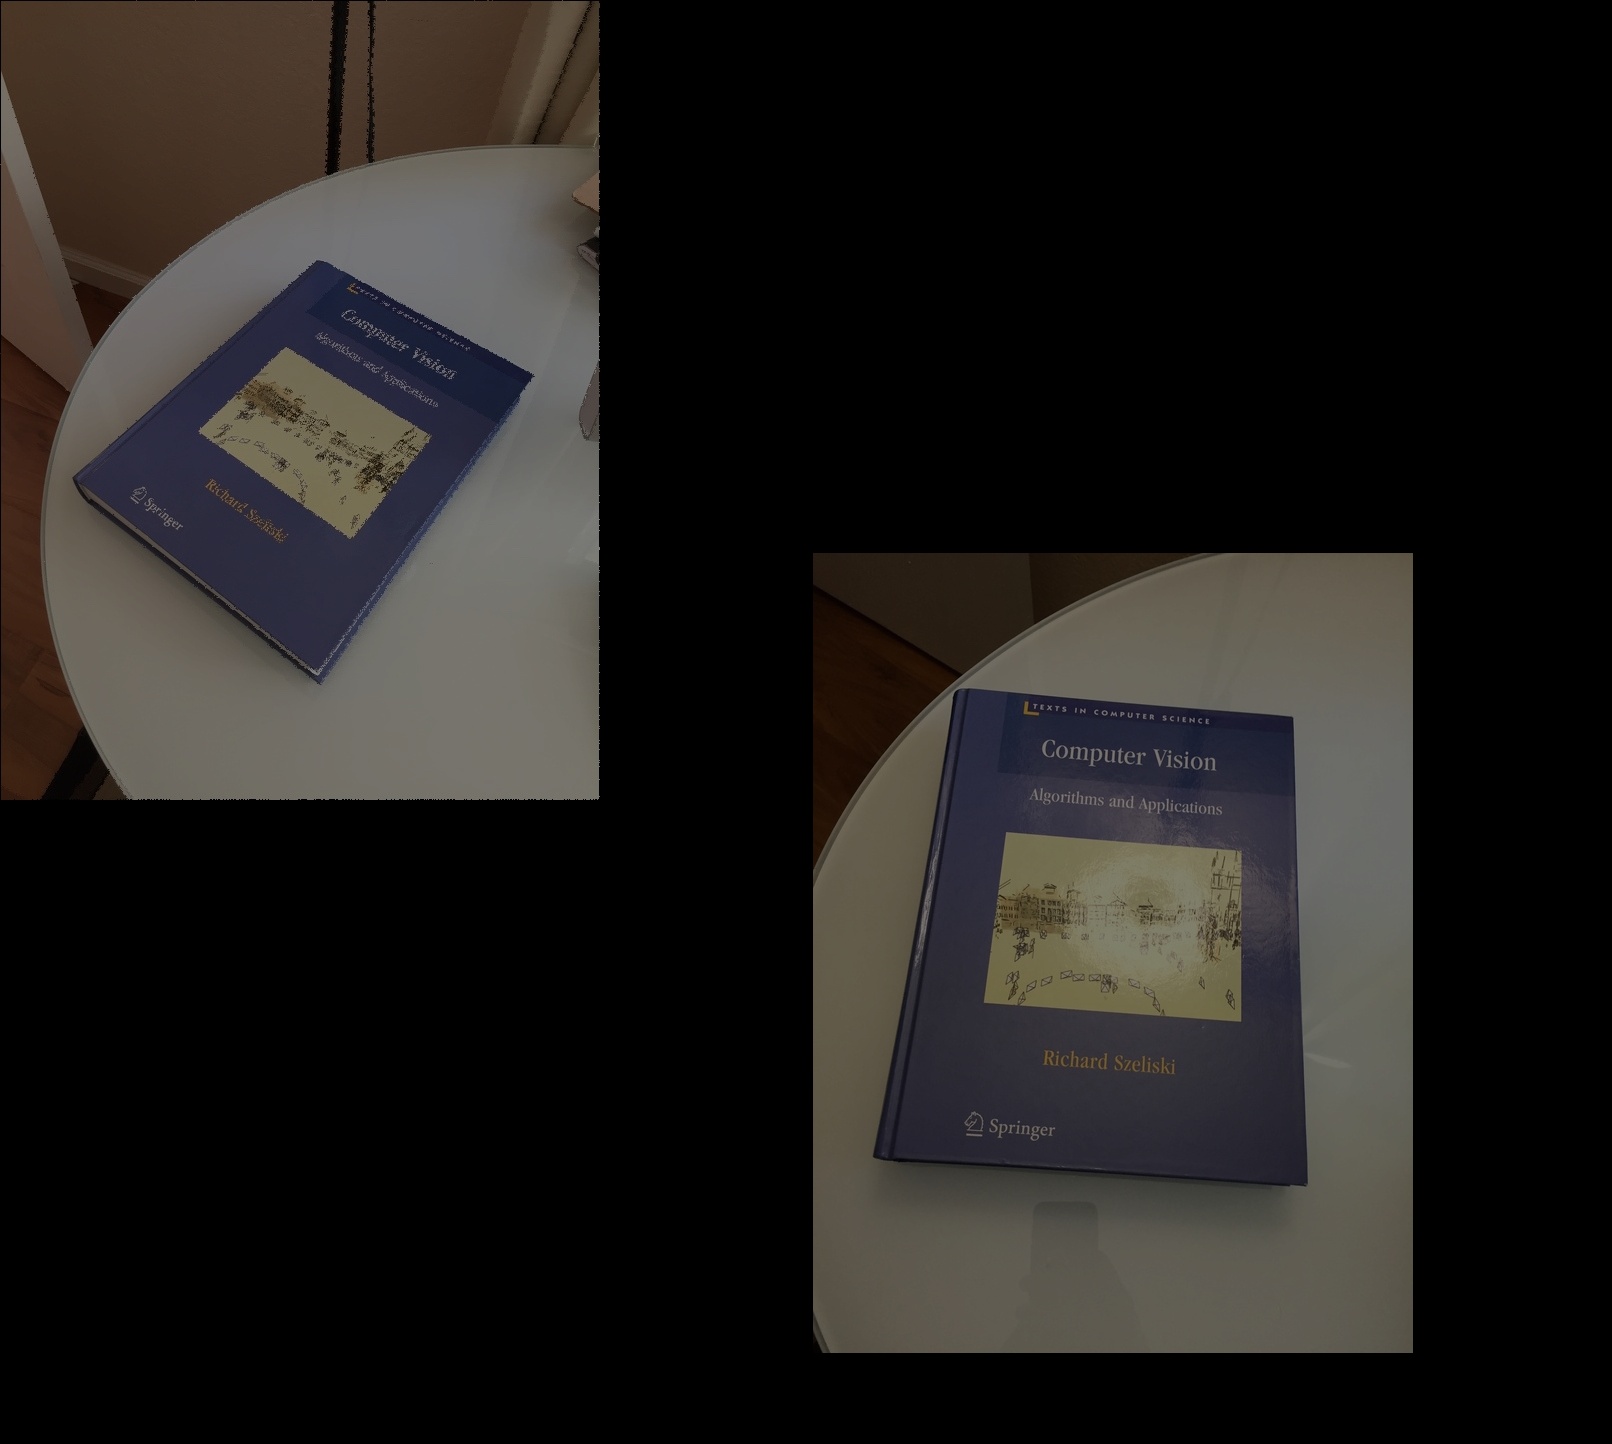 TEXTS IN COMPUTER SCIENCE
Computer Vision
Algorithms and Applications
Richard Szeliski
Springer
TEXTS IN COMPUTER SCIENCE
Computer Vision
Algorithms and Applications
Richard Szeliski
Springer